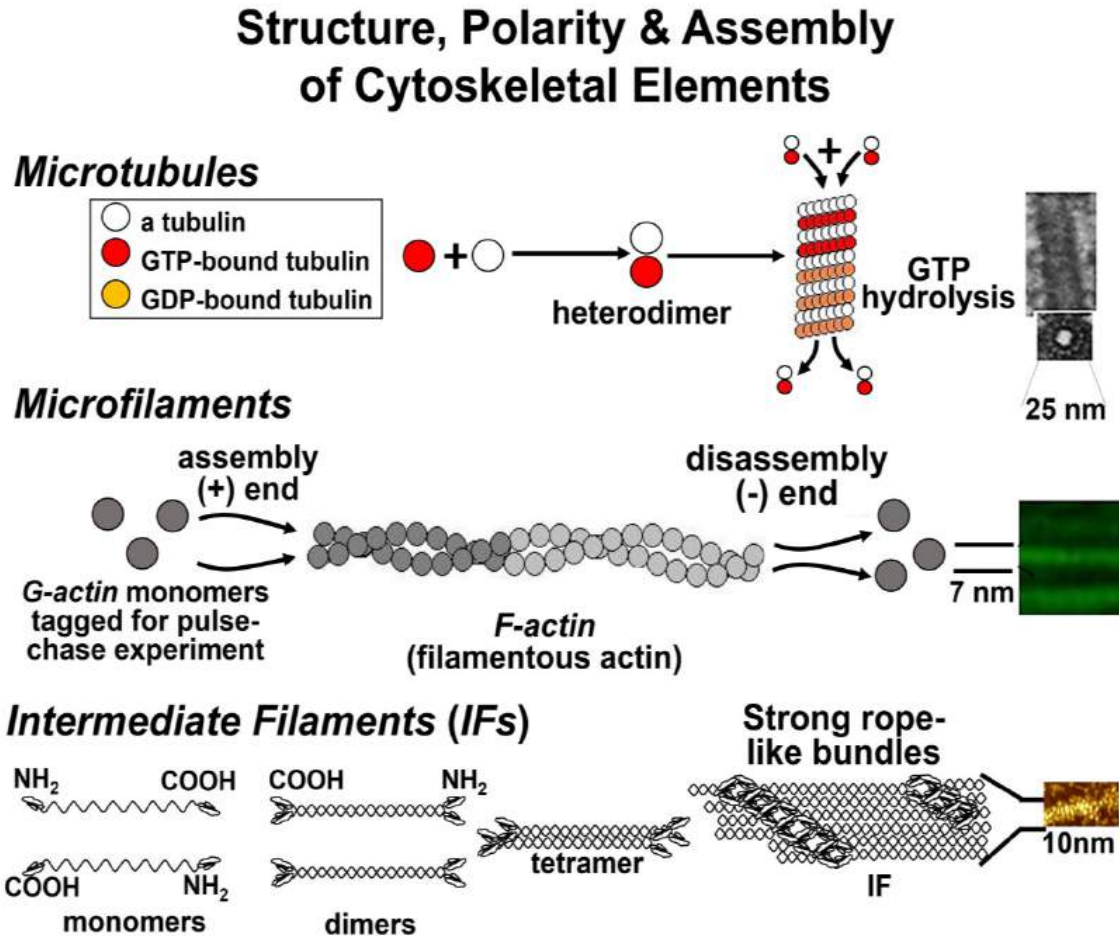 Structure, Polarity & Assembly
of Cytoskeletal Elements
Microtubules
a tubulin
GTP-bound tubulin
GDP-bound tubulin
+
heterodimer
+
GTP
hydrolysis
25 nm
Microfilaments
assembly
(+) end
G-actin monomers
tagged for pulse-
chase experiment
F-actin
(filamentous actin)
disassembly
(-) end
7 nm
Intermediate Filaments (IFs)
NH₂
COOH
COOH
NH₂
monomers
COOH
NH₂
dimers
tetramer
Strong rope-
like bundles
IF
10nm